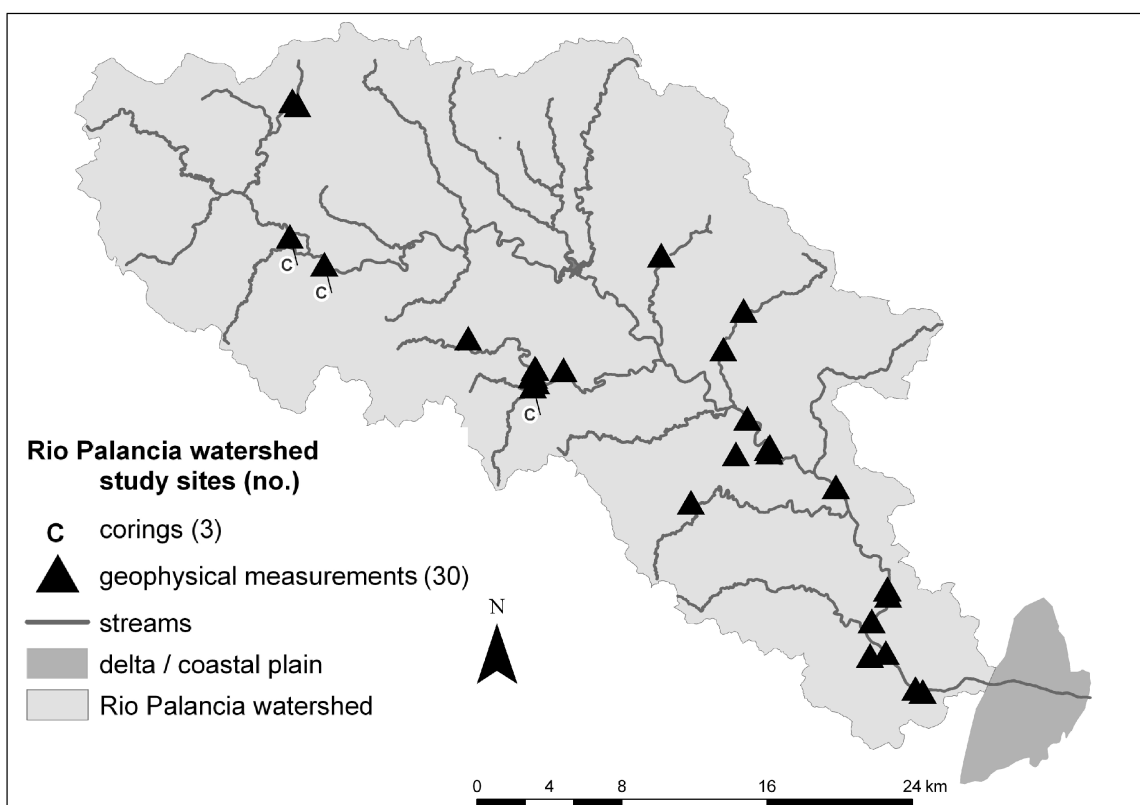 C
C
C
Rio Palancia watershed
study sites (no.)
C corings (3)
geophysical measurements (30)
streams
delta / coastal plain
Rio Palancia watershed
N
0 4 8 16 24 km